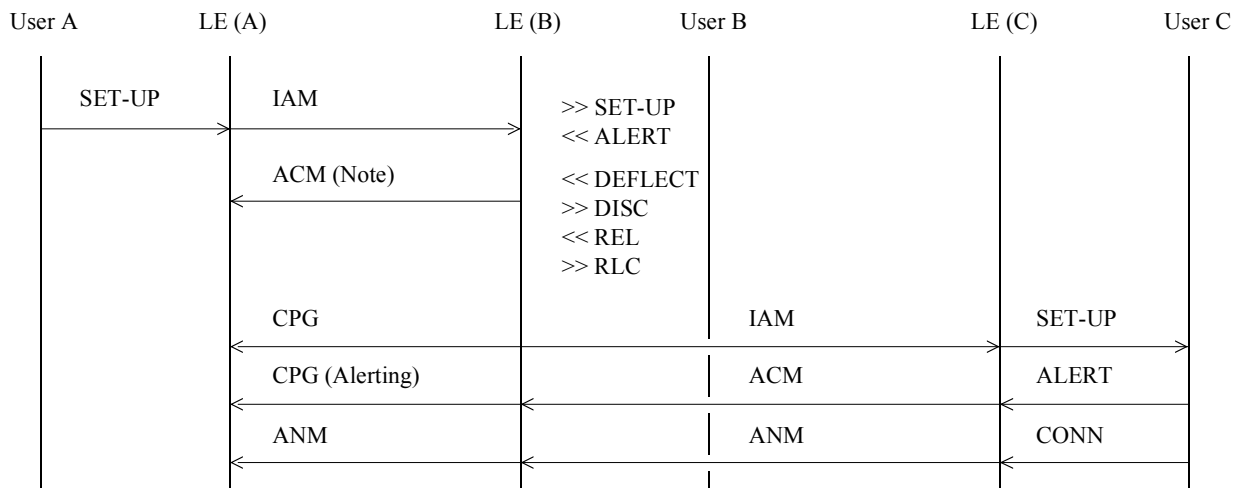 User A LE (A) LE (B) User B LE (C) User C
SET-UP IAM >> SET-UP
<< ALERT
ACM (Note) << DEFLECT
>> DISC
<< REL
>> RLC
CPG IAM SET-UP
CPG (Alerting) ACM ALERT
ANM ANM CONN